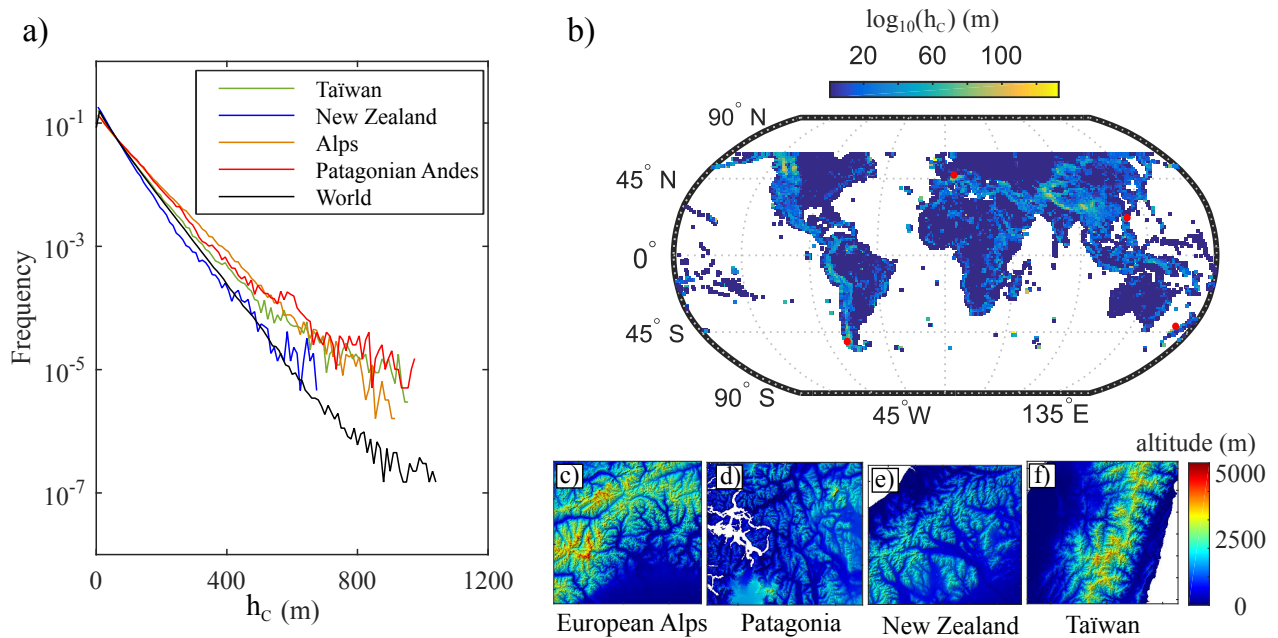 a)
10⁻¹
10⁻³
10⁻⁵
10⁻⁷
Frequency
0
400
800
1200
h_C (m)
Taïwan
New Zealand
Alps
Patagonian Andes
World
b)
log₁₀(h_C) (m)
20 60 100
90° N
45° N
0°
45° S
90° S
45°W
135°E
altitude (m)
5000
2500
0
c)
d)
e)
f)
European Alps
Patagonia
New Zealand
Taïwan